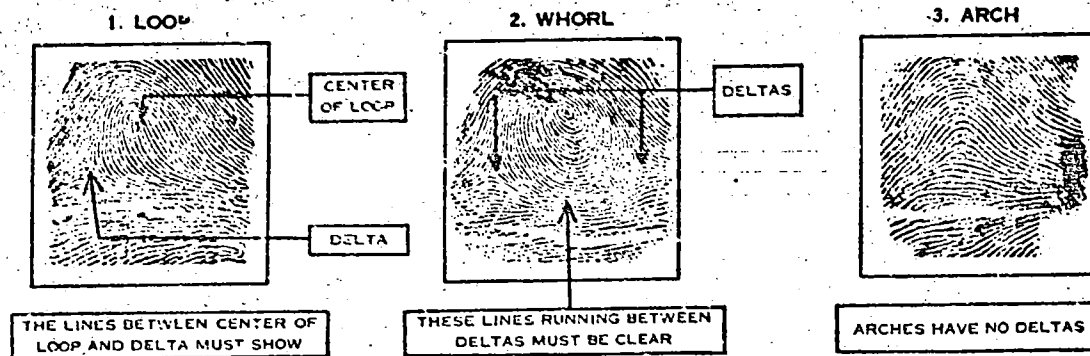 1. LOOP
2. WHORL
3. ARCH
CENTER
OF LOOP
DELTAS
DELTA
THE LINES BETWEEN CENTER OF
LOOP AND DELTA MUST SHOW
THESE LINES RUNNING BETWEEN
DELTAS MUST BE CLEAR
ARCHES HAVE NO DELTAS